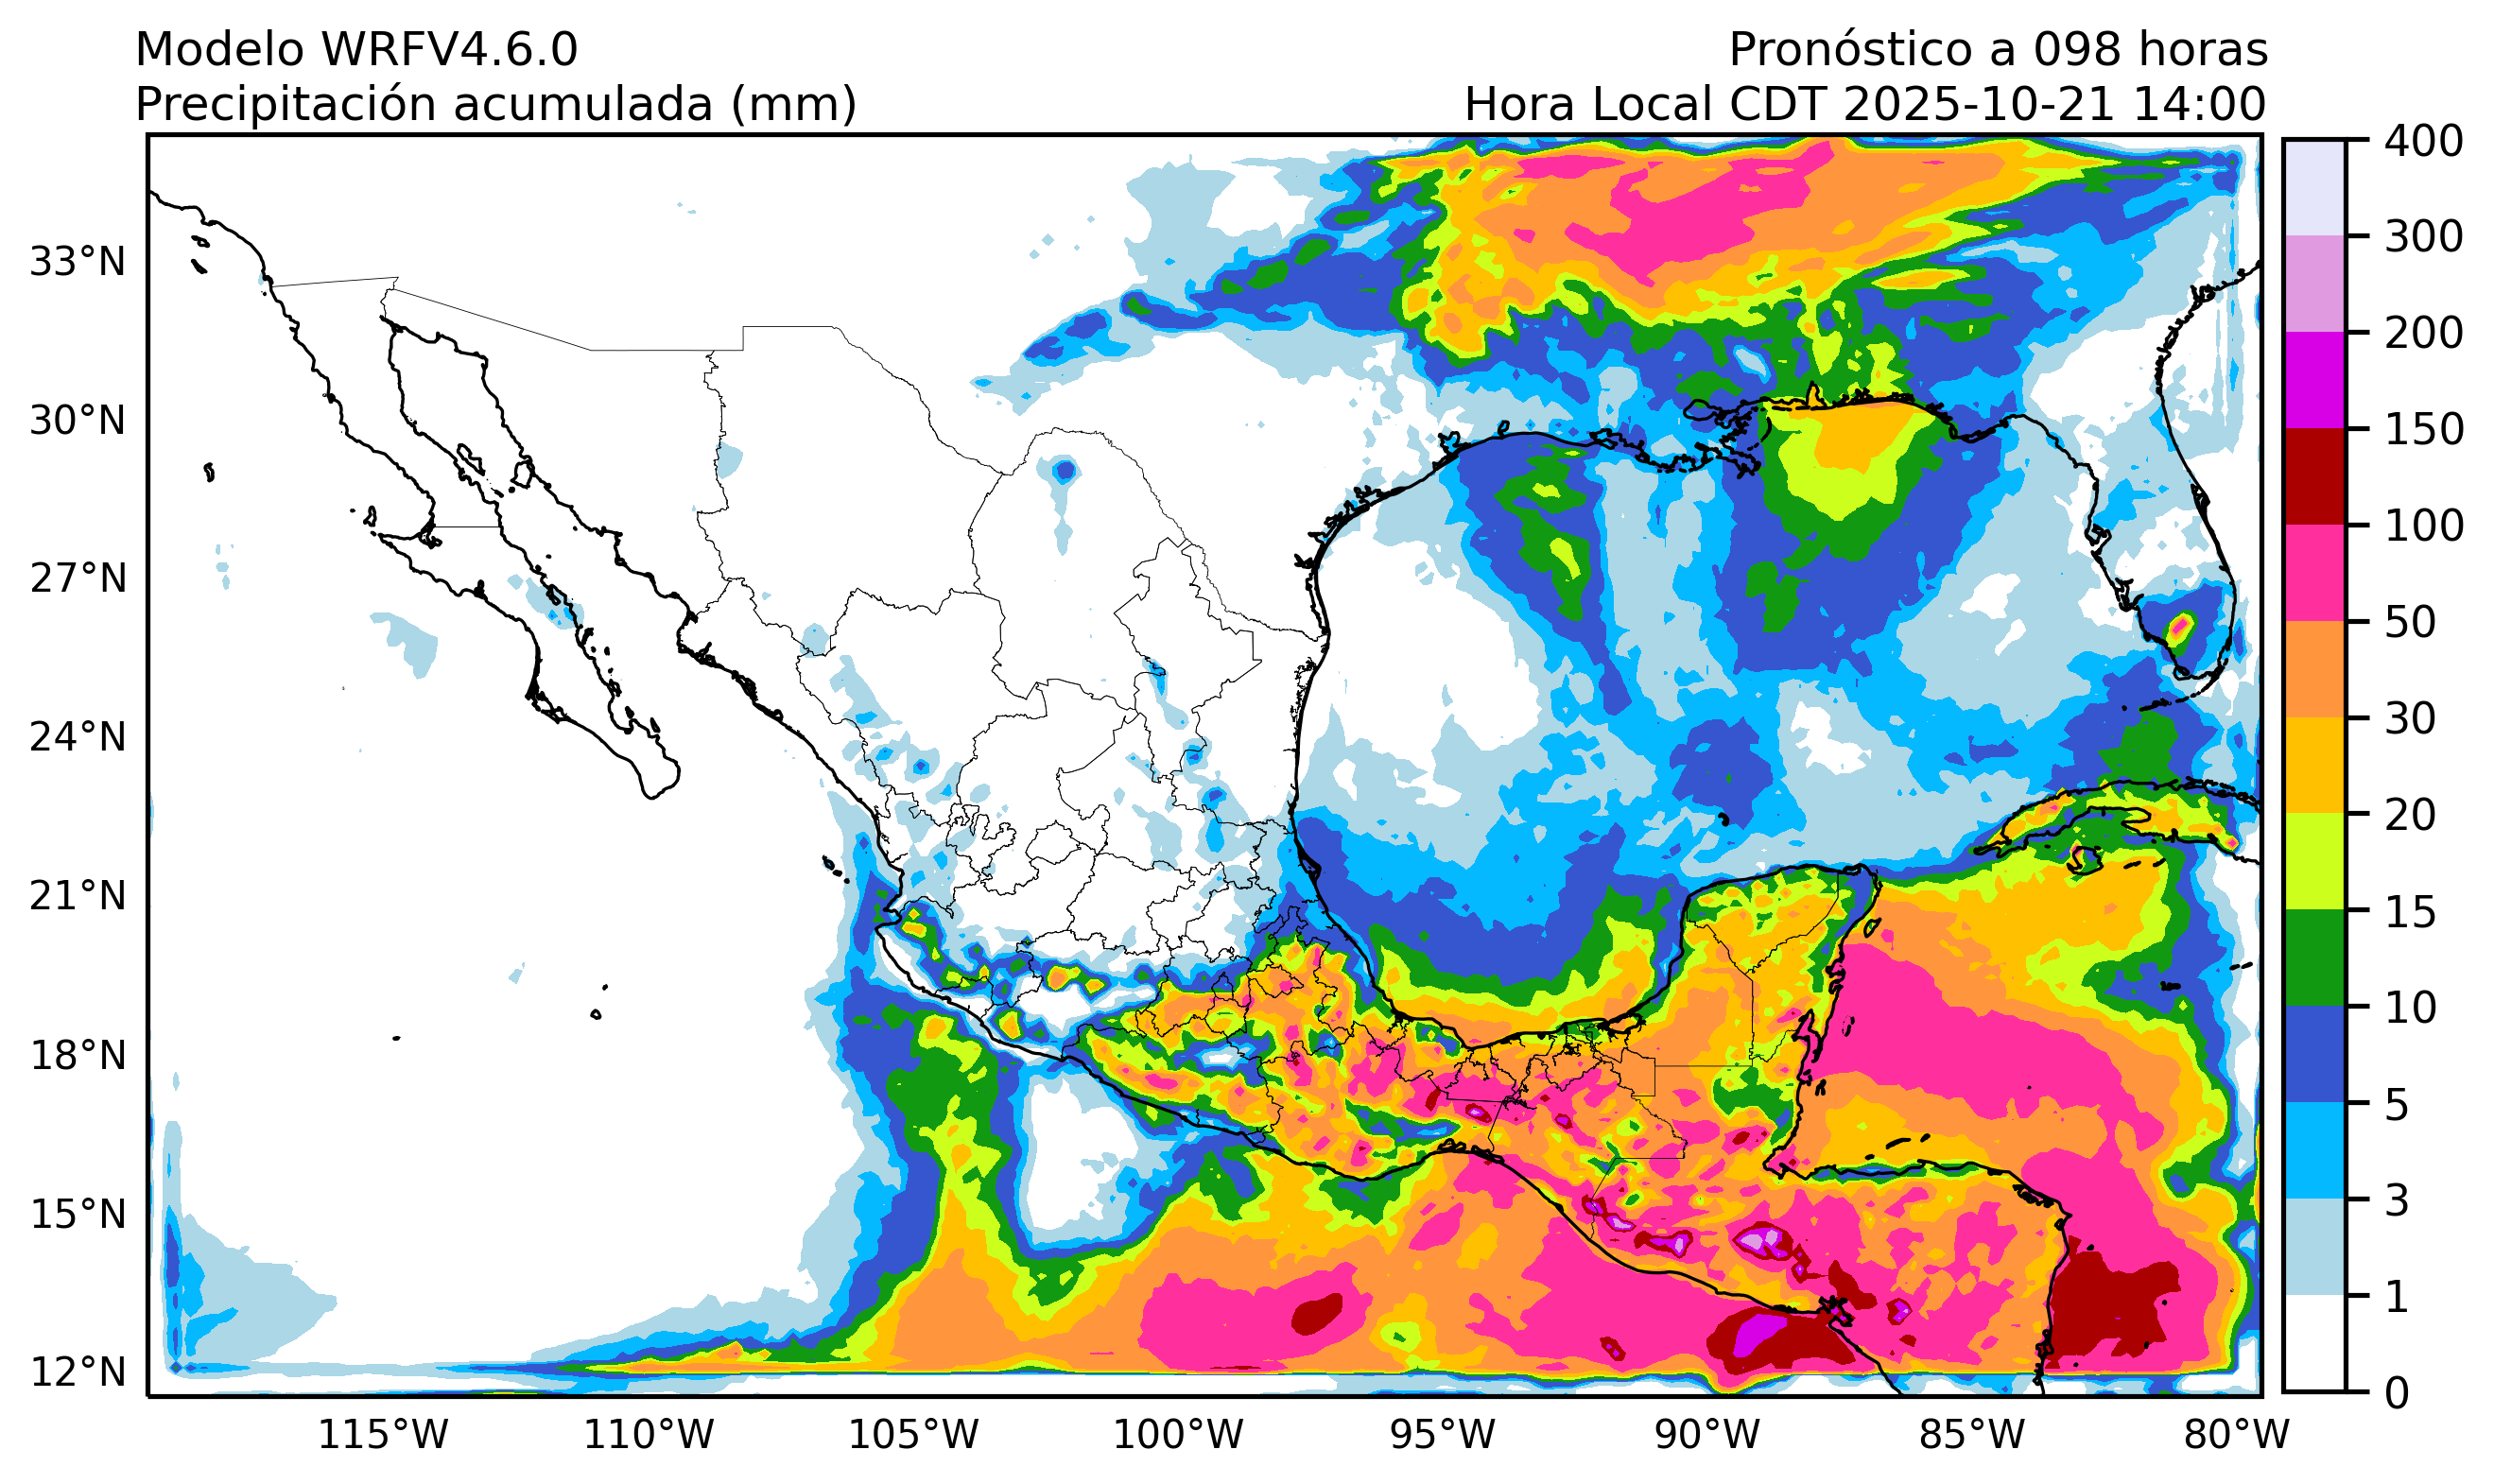 Modelo WRFV4.6.0
Pronóstico a 098 horas
Precipitación acumulada (mm)
Hora Local CDT 2025-10-21 14:00
33°N
30°N
27°N
24°N
21°N
18°N
15°N
12°N
115°W
110°W
105°W
100°W
95°W
90°W
85°W
80°W
400
300
200
150
100
50
30
20
15
10
5
3
1
0